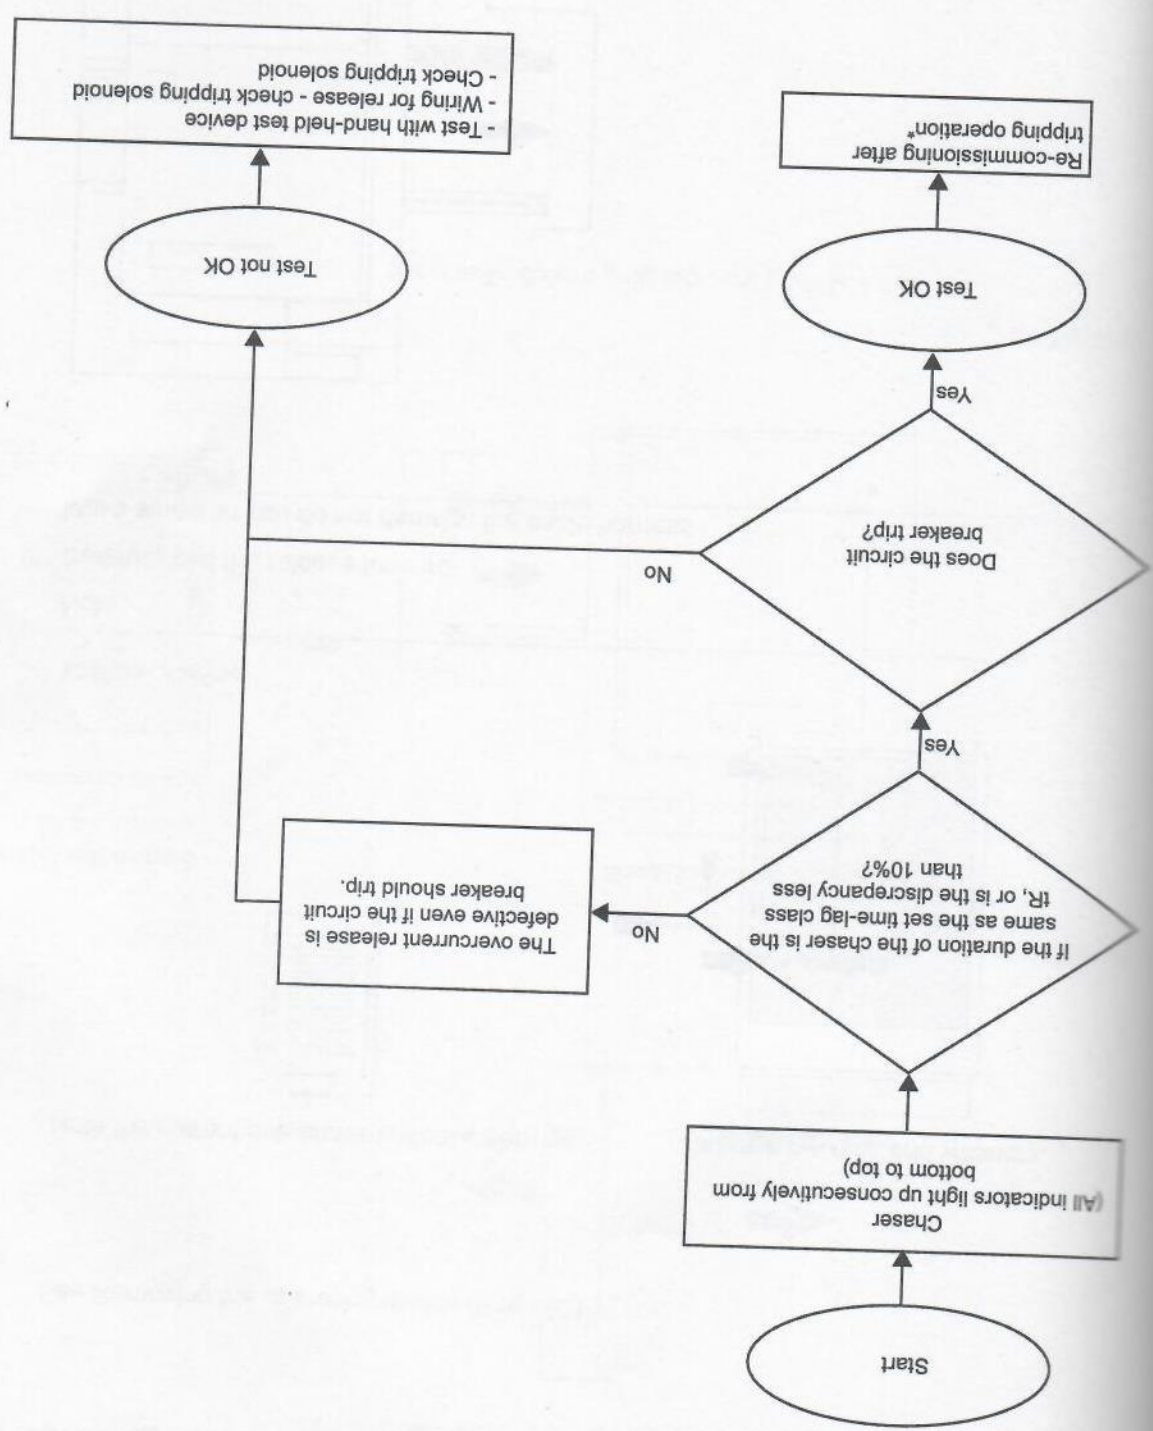 Start
Chaser
(All indicators light up consecutively from
bottom to top)
If the duration of the chaser is the
same as the set time-lag class
tR, or is the discrepancy less
than 10%?
No
The overcurrent release is
defective even if the circuit
breaker should trip.
Yes
Does the circuit
breaker trip?
No
Yes
Test OK
Test not OK
Re-commissioning after
tripping operation*
- Test with hand-held test device
- Wiring for release - check tripping solenoid
- Check tripping solenoid